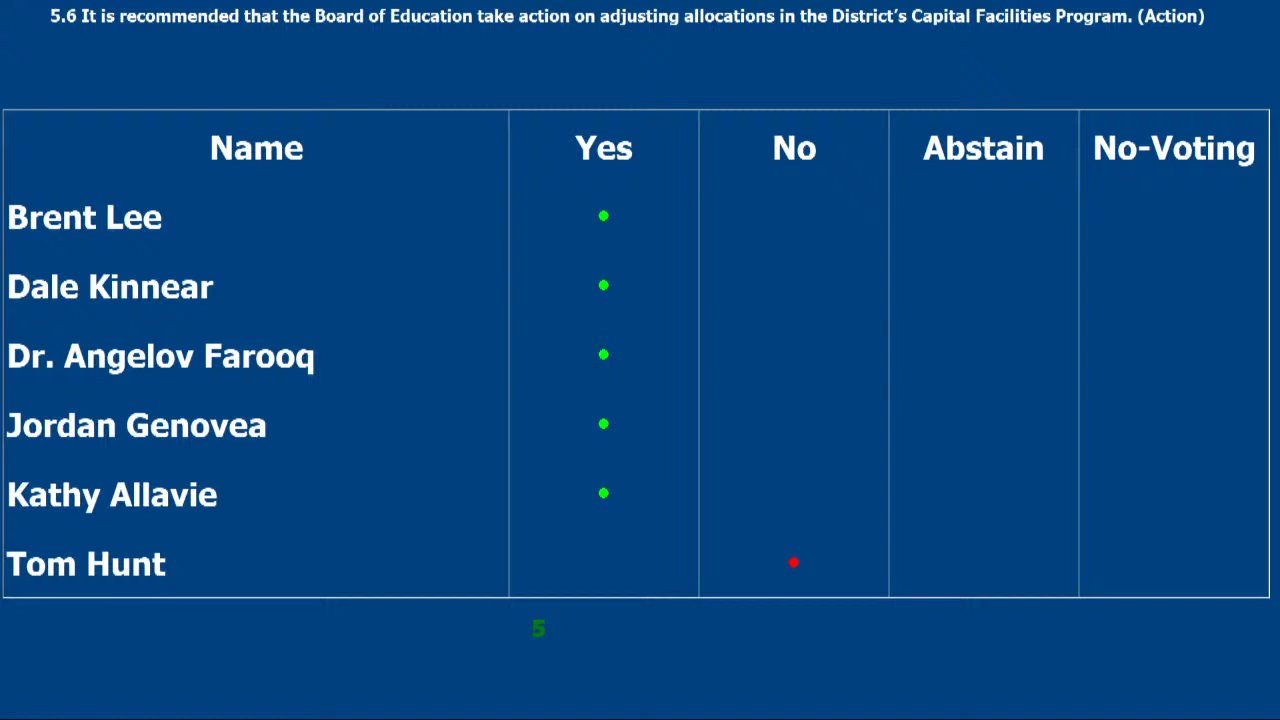 5.6 It is recommended that the Board of Education take action on adjusting allocations in the District’s Capital Facilities Program. (Action)
Name Yes No Abstain No-Voting
Brent Lee
Dale Kinnear
Dr. Angelov Farooq
Jordan Genovea
Kathy Allavie
Tom Hunt
5